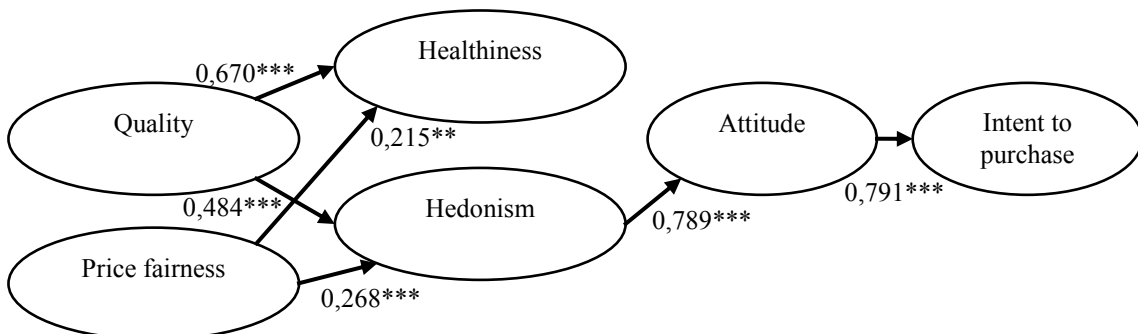 Healthiness
0,670***
Quality
0,215**
Attitude
Intent to
purchase
0,484***
Hedonism
0,789***
0,791***
Price fairness
0,268***